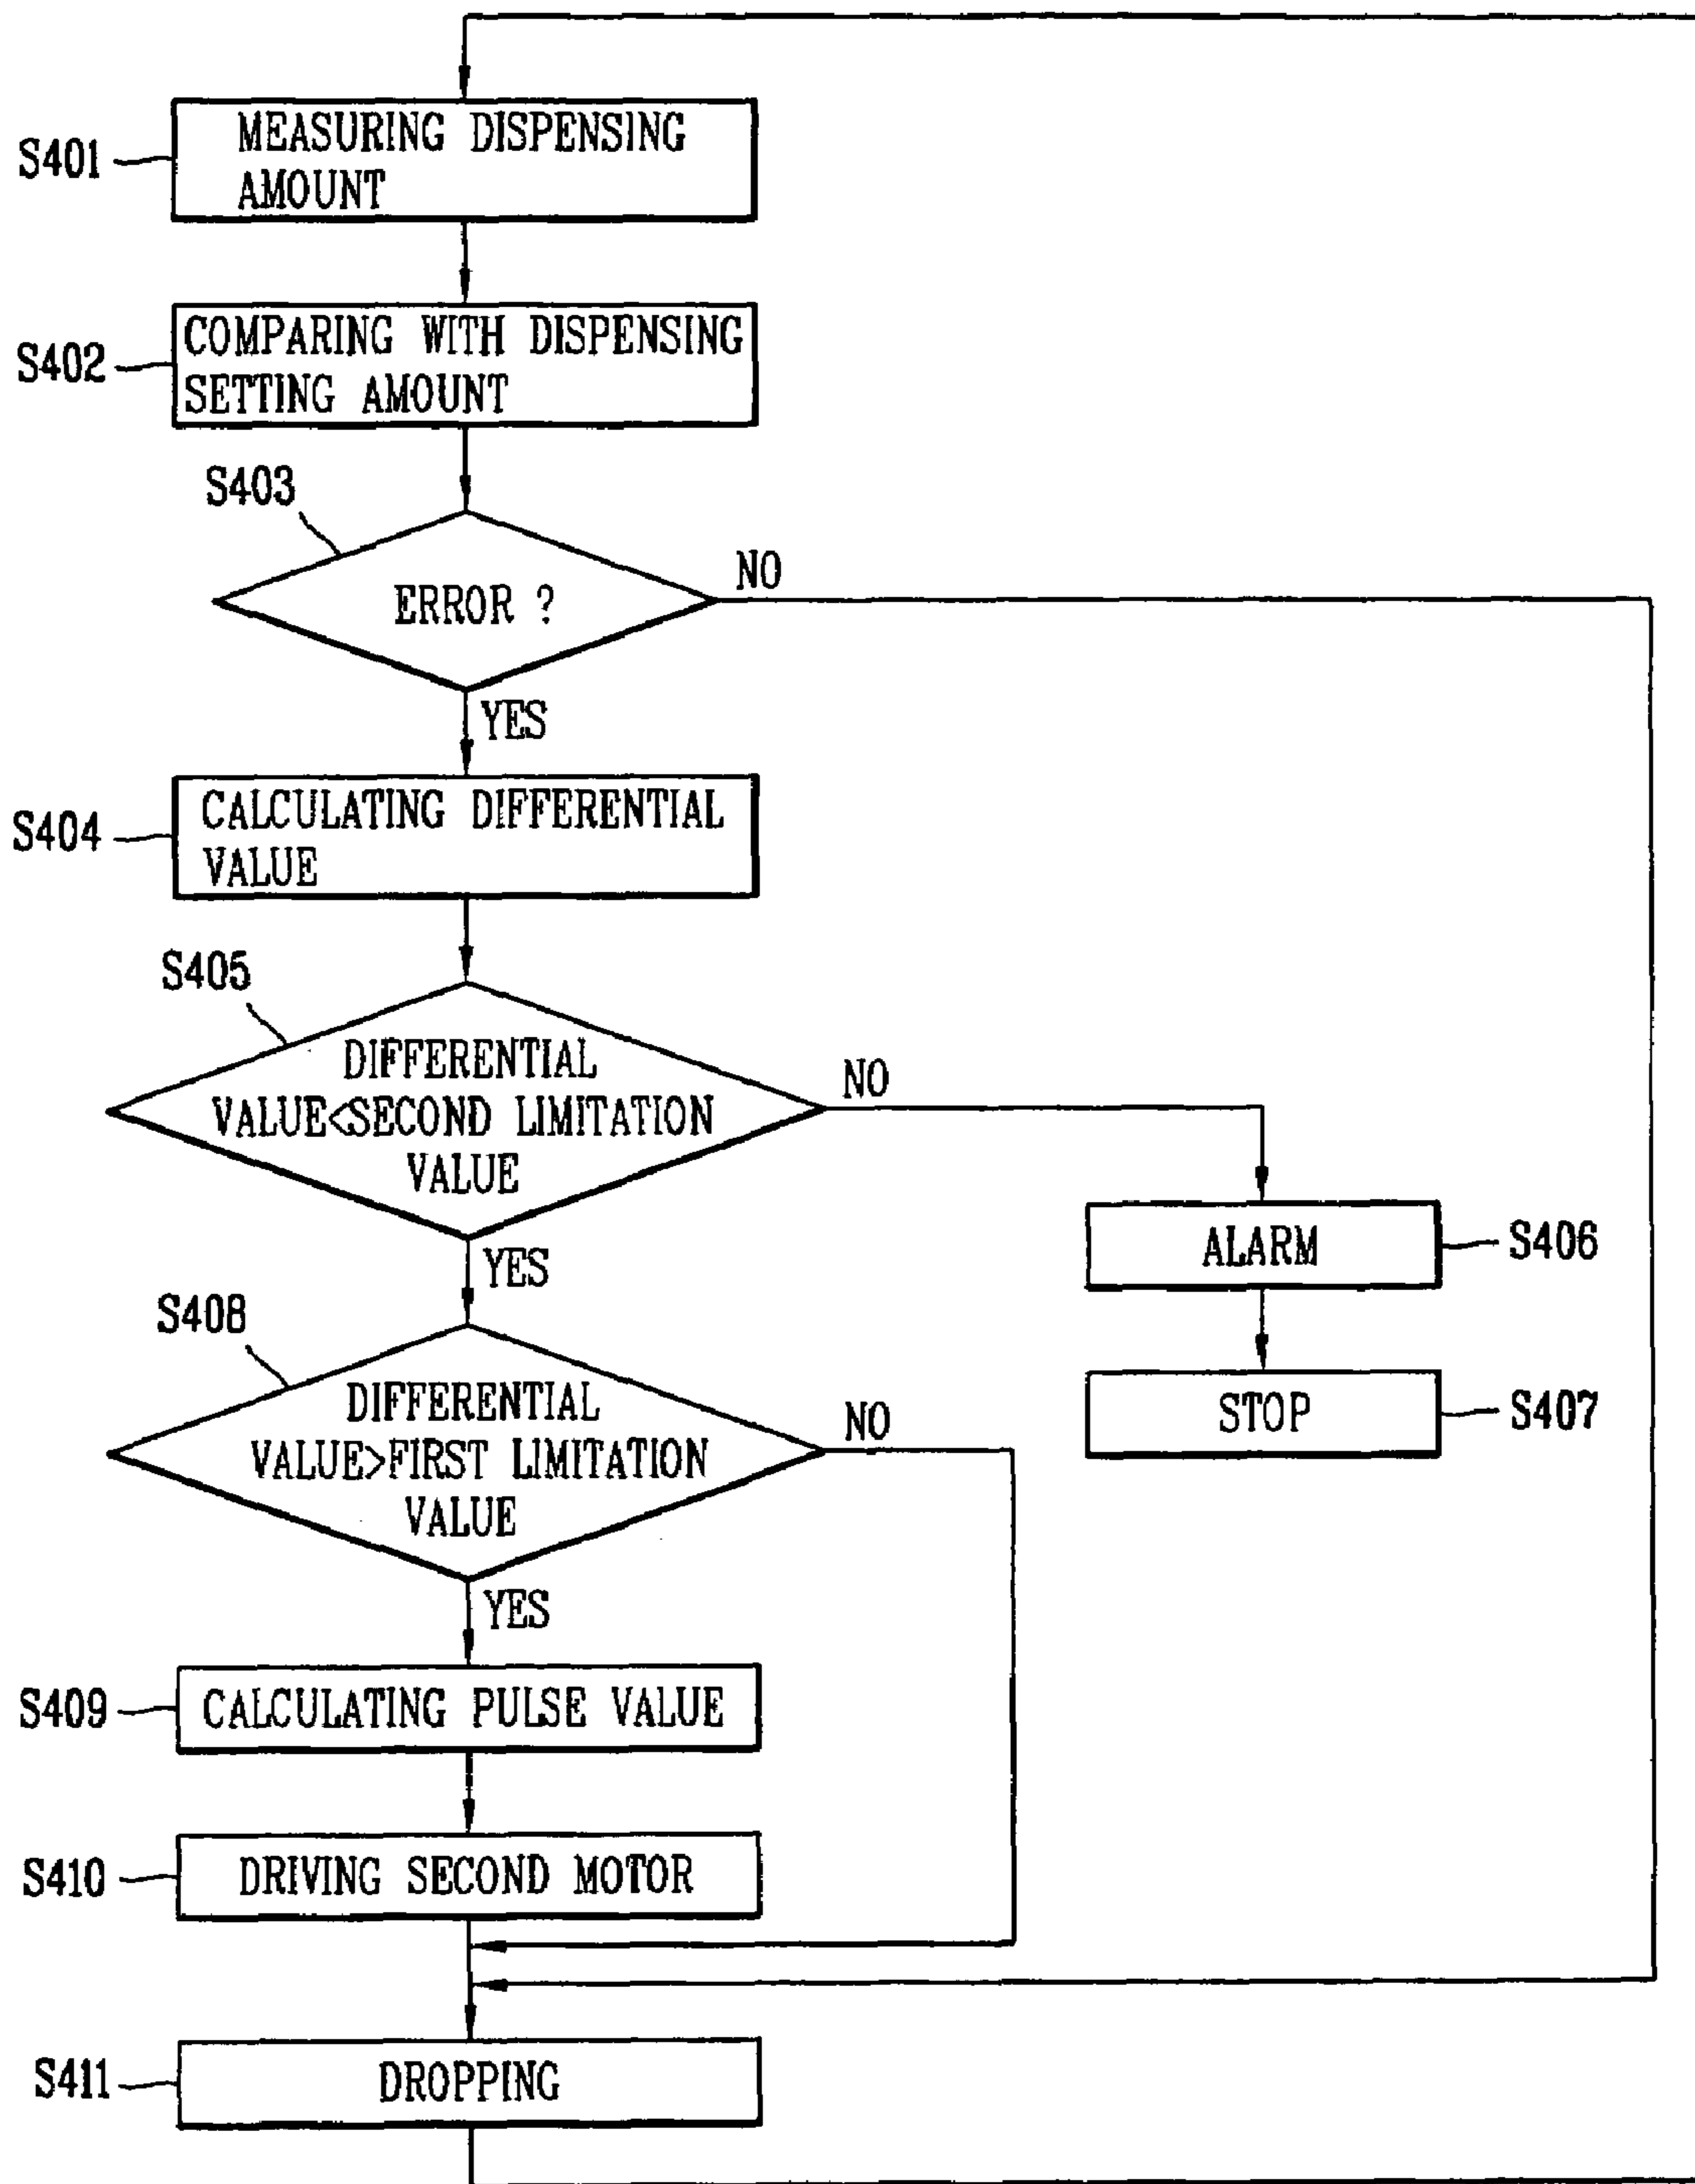 S401
MEASURING DISPENSING
AMOUNT
S402
COMPARING WITH DISPENSING
SETTING AMOUNT
S403
ERROR ?
NO
YES
S404
CALCULATING DIFFERENTIAL
VALUE
S405
DIFFERENTIAL
VALUE<SECOND LIMITATION
VALUE
NO
YES
ALARM
S406
STOP
S407
S408
DIFFERENTIAL
VALUE>FIRST LIMITATION
VALUE
NO
YES
S409
CALCULATING PULSE VALUE
S410
DRIVING SECOND MOTOR
S411
DROPPING